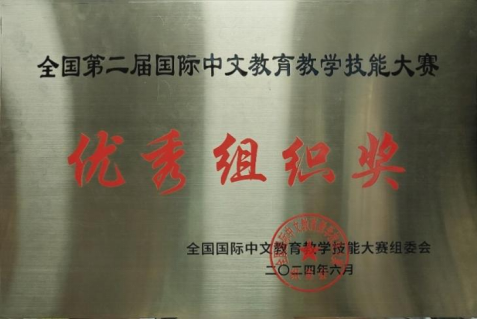 全国第二届国际中文教育教学技能大赛
优秀组织奖
全国国际中文教育教学技能大赛组委会
二〇二四年六月